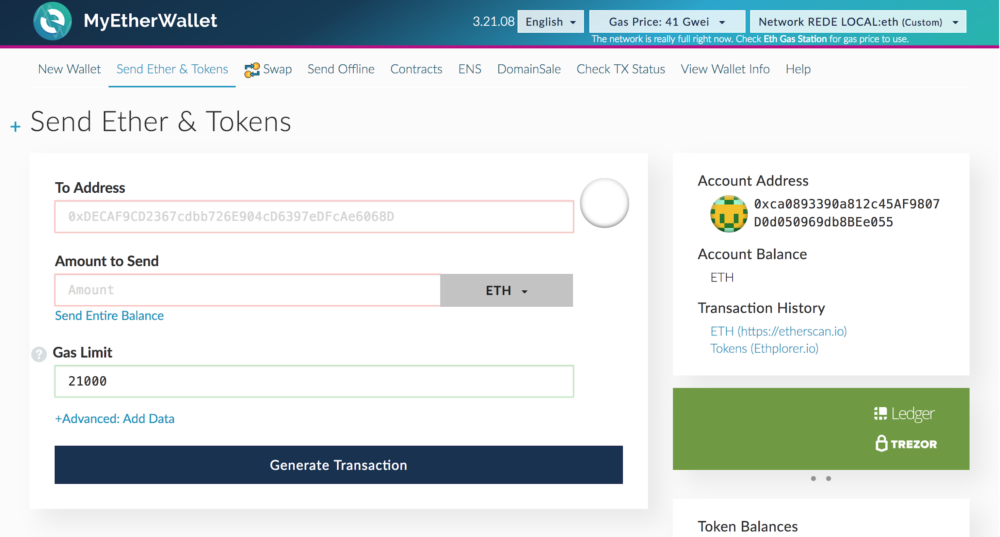 MyEtherWallet
3.21.08 English Gas Price: 41 Gwei Network REDE LOCAL:eth (Custom)
The network is really full right now. Check Eth Gas Station for gas price to use.
New Wallet Send Ether & Tokens Swap Send Offline Contracts ENS DomainSale Check TX Status View Wallet Info Help
+ Send Ether & Tokens
To Address
0xDECAF9CD2367cdbb726E904cD6397eDFcAe6068D
Amount to Send
Amount ETH
Send Entire Balance
? Gas Limit
21000
+Advanced: Add Data
Generate Transaction
Account Address
0xca0893390a812c45AF9807
D0d050969db8BEe055
Account Balance
ETH
Transaction History
ETH (https://etherscan.io)
Tokens (Ethplorer.io)
Ledger
TREZOR
Token Balances